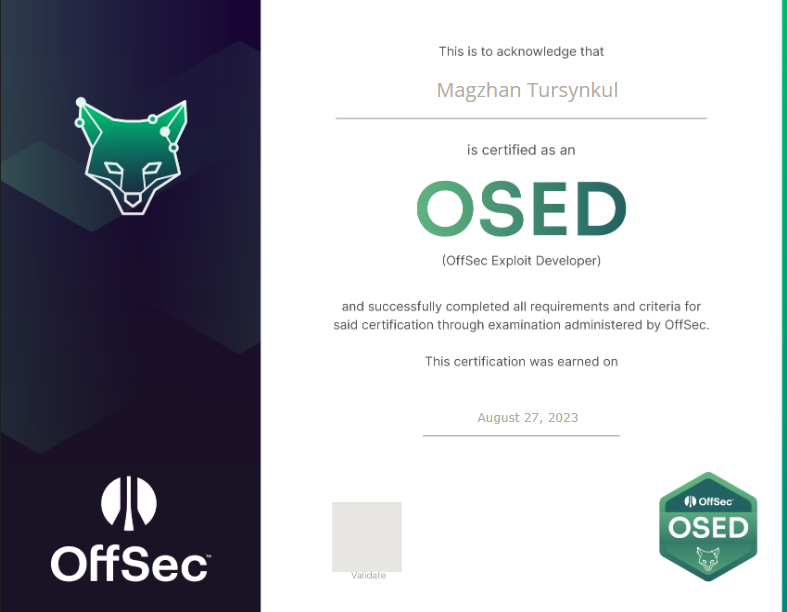 This is to acknowledge that
Magzhan Tursynkul
is certified as an
OSED
(OffSec Exploit Developer)
and successfully completed all requirements and criteria for
said certification through examination administered by OffSec.
This certification was earned on
August 27, 2023
OffSec™
Validate
OffSec
OSED